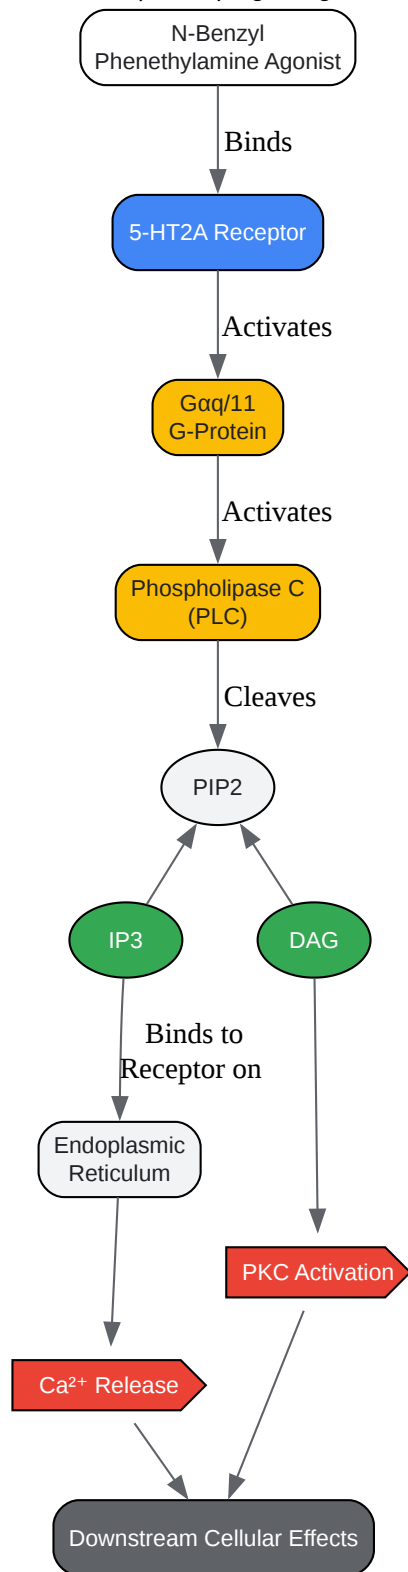 N-Benzyl
Phenethylamine Agonist
Binds
5-HT2A Receptor
Activates
Gαq/11
G-Protein
Activates
Phospholipase C
(PLC)
Cleaves
PIP2
IP3
DAG
Binds to
Receptor on
Endoplasmic
Reticulum
PKC Activation
Ca²⁺ Release
Downstream Cellular Effects